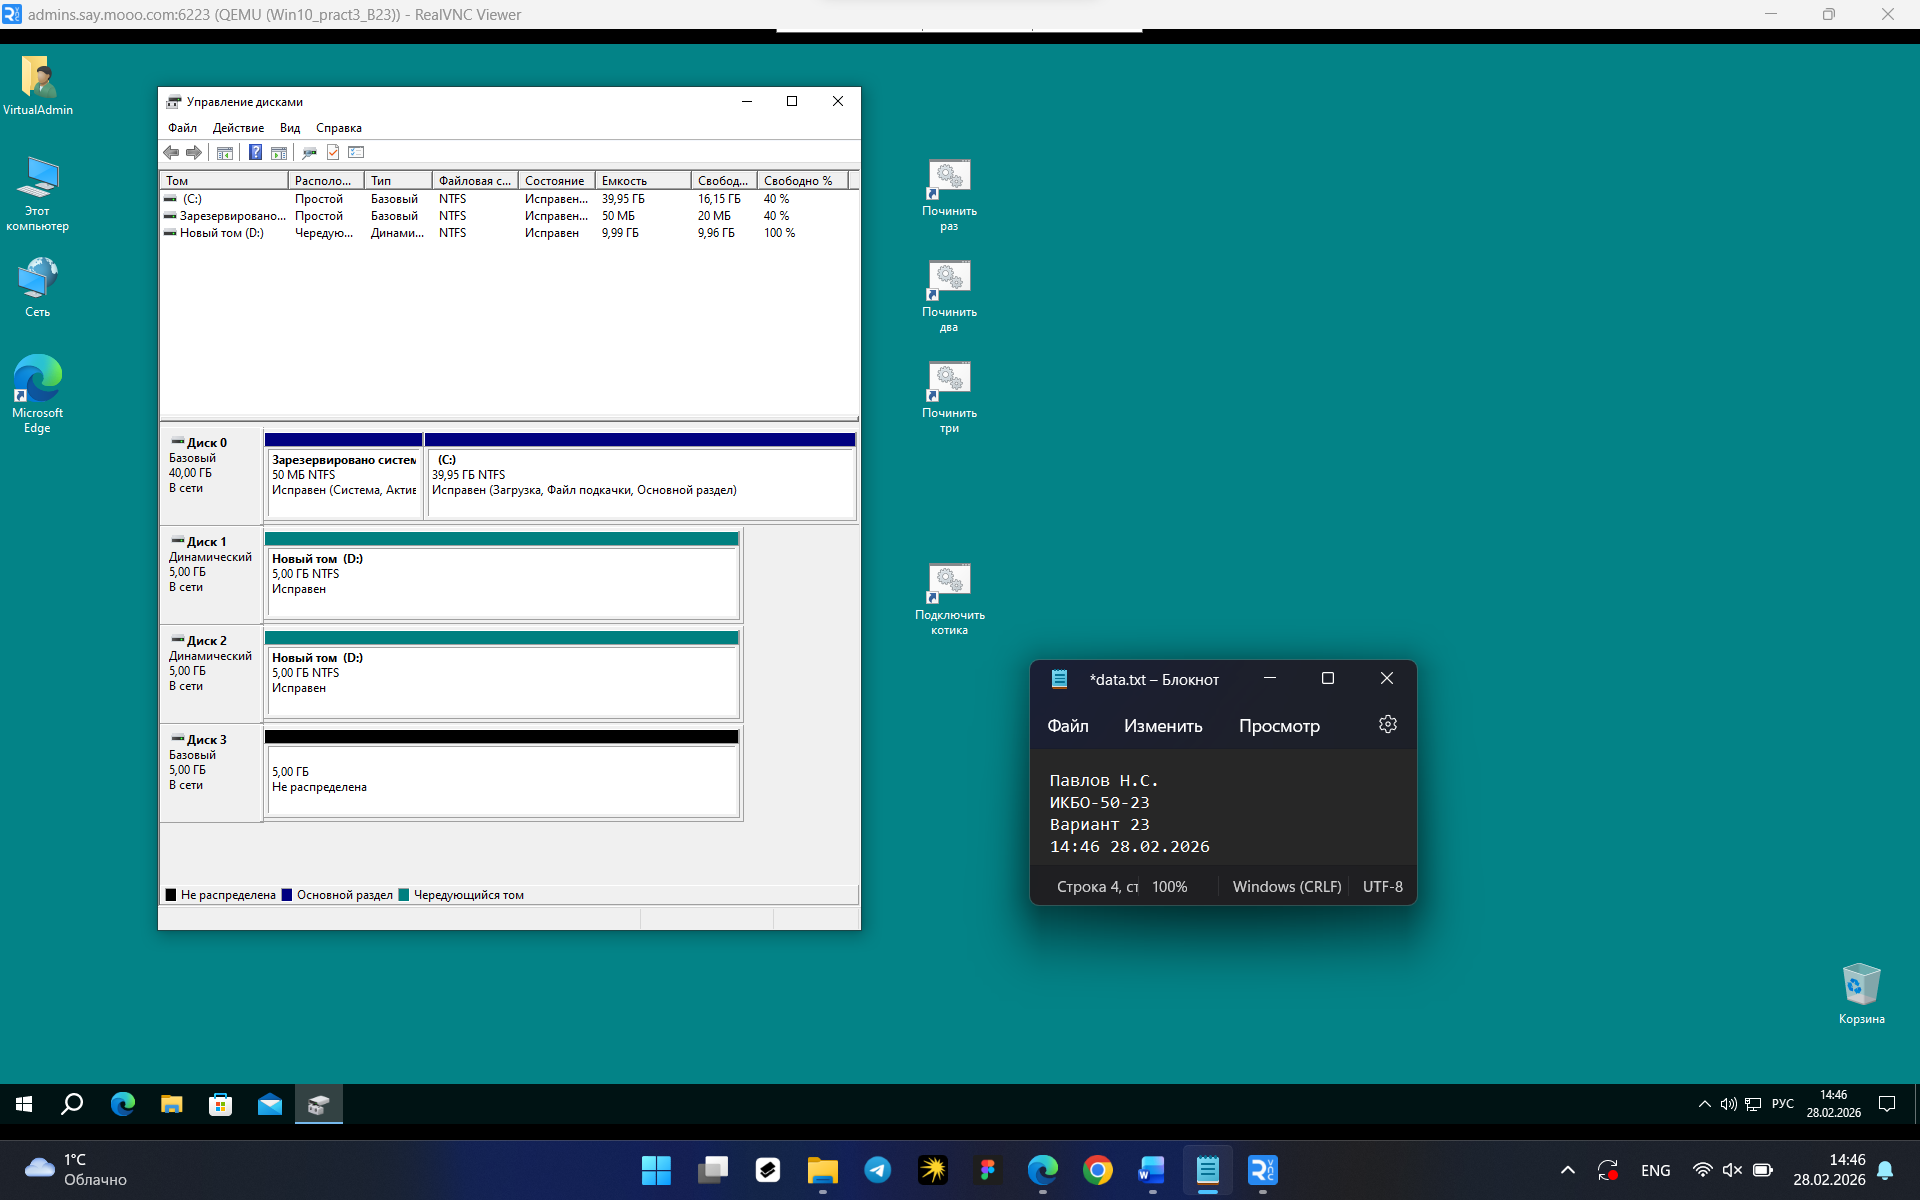 admins.say.mooo.com:6223 (QEMU (Win10_pract3_B23)) - RealVNC Viewer
VirtualAdmin
Этот
компьютер
Сеть
Microsoft
Edge
Управление дисками
Файл Действие Вид Справка
Том Располо... Тип Файловая с... Состояние Емкость Свобод... Свободно %
(C:) Простой Базовый NTFS Исправен... 39,95 ГБ 16,15 ГБ 40 %
Зарезервировано... Простой Базовый NTFS Исправен... 50 МБ 20 МБ 40 %
Новый том (D:) Чередую... Динами... NTFS Исправен 9,99 ГБ 9,96 ГБ 100 %
Диск 0
Базовый
40,00 ГБ
В сети
Зарезервировано систем
50 МБ NTFS
Исправен (Система, Актив
(C:)
39,95 ГБ NTFS
Исправен (Загрузка, Файл подкачки, Основной раздел)
Диск 1
Динамический
5,00 ГБ
В сети
Новый том (D:)
5,00 ГБ NTFS
Исправен
Диск 2
Динамический
5,00 ГБ
В сети
Новый том (D:)
5,00 ГБ NTFS
Исправен
Диск 3
Базовый
5,00 ГБ
В сети
5,00 ГБ
Не распределена
Не распределена Основной раздел Чередующийся том
Починить
раз
Починить
два
Починить
три
Подключить
котика
*data.txt – Блокнот
Файл Изменить Просмотр
Павлов Н.С.
ИКБО-50-23
Вариант 23
14:46 28.02.2026
Строка 4, ст 100% Windows (CRLF) UTF-8
Корзина
РУС
14:46
28.02.2026
1°C
Облачно
ENG
14:46
28.02.2026